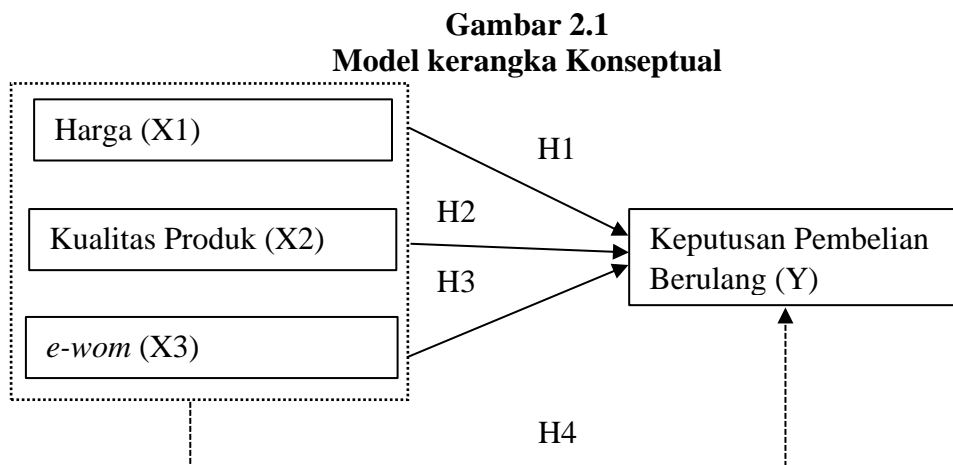 Gambar 2.1
Model kerangka Konseptual
Harga (X1)
H1
H2
Kualitas Produk (X2)
Keputusan Pembelian
Berulang (Y)
H3
e-wom (X3)
H4